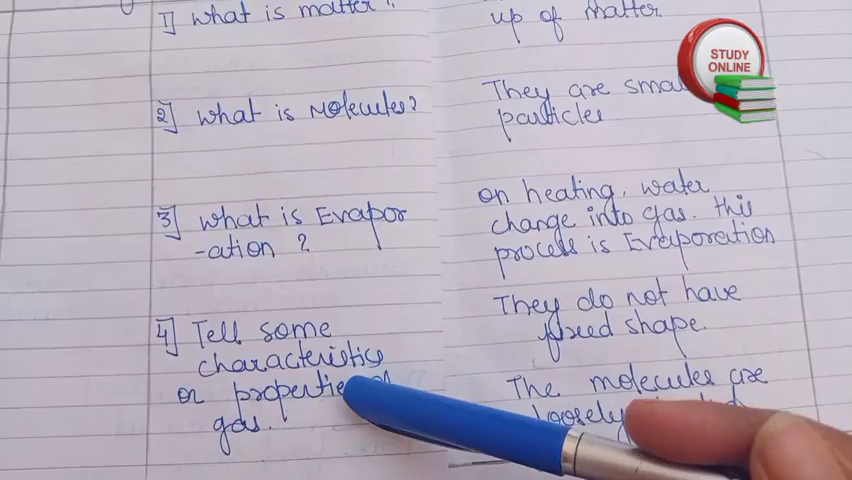 1] What is matter?
2] What is Molecules?
3] What is Evapor
-ation ?
4] Tell some
characteristics
or properties of
gas.
up of matter.
They are small
particles
on heating, water
change into gas. this
process is Evaporation
They do not have
fixed shape.
The molecules are
loosely
STUDY
ONLINE